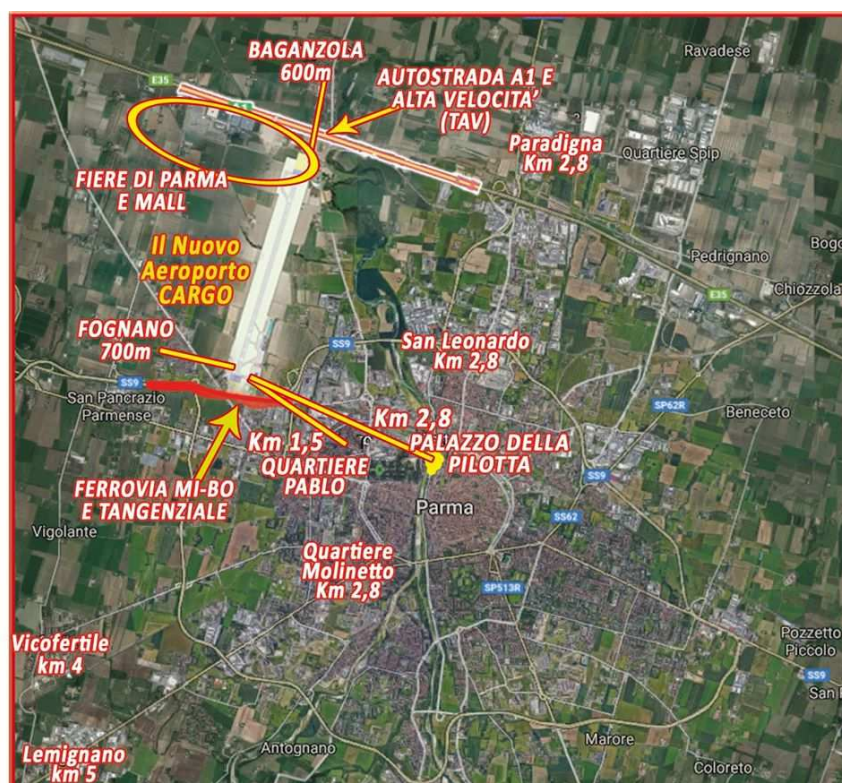 BAGANZOLA
600m
Ravadese
AUTOSTRADA A1 E
ALTA VELOCITA'
(TAV)
E35
Paradigna
Km 2,8
Quartiere Spip
FIERE DI PARMA
E MALL
Il Nuovo
Aeroporto
CARGO
Pedrignano
Chiozzola
E35
FOGNANO
700m
SS9
San Leonardo
Km 2,8
SS9
San Pancrazio
Parmense
SP62R
Beneceto
Km 1,5
Km 2,8
QUARTIERE
PABLO
PALAZZO DELLA
PILOTTA
SS9
FERROVIA MI-BO
E TANGENZIALE
Parma
SS62
Vigolante
Quartiere
Molinetto
Km 2,8
SP513R
Vicofertile
km 4
Pozzetto
Piccolo
SS9
Lemignano
km 5
Antognano
Marore
Coloreto